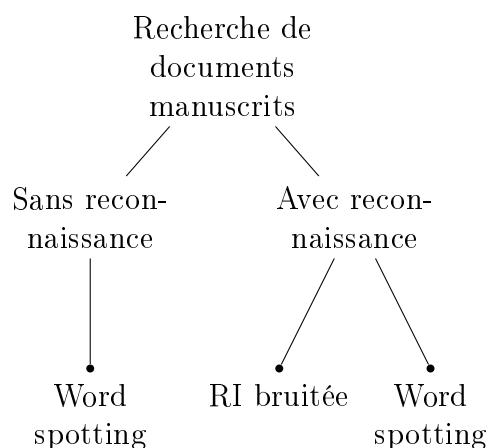 Recherche de
documents
manuscrits
Sans recon-
naissance
Avec recon-
naissance
Word
spotting
RI bruitée
Word
spotting